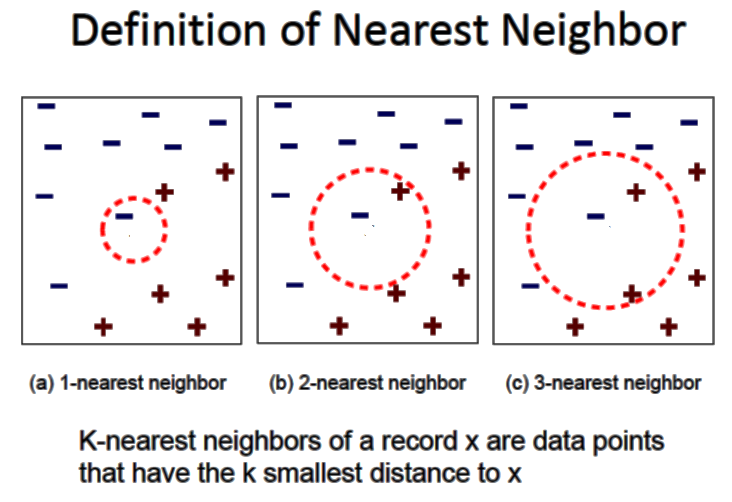 Definition of Nearest Neighbor
(a) 1-nearest neighbor
(b) 2-nearest neighbor
(c) 3-nearest neighbor
K-nearest neighbors of a record x are data points
that have the k smallest distance to x